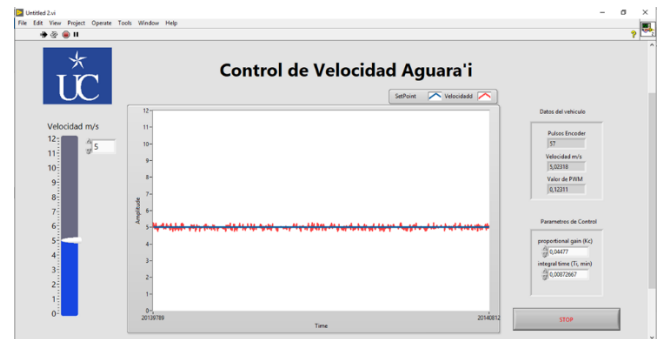 Untitled 2.vi
File Edit View Project Operate Tools Window Help
UC
Control de Velocidad Aguara'i
SetPoint Velocidadd
Velocidad m/s
5
12
11
10
9
8
7
6
5
4
3
2
1
0
Amplitude
12
11
10
9
8
7
6
5
4
3
2
1
0
20139789
20140812
Time
Datos del vehiculo
Pulsos Encoder
57
Velocidad m/s
5,02318
Valor de PWM
0,12311
Parametros de Control
proportional gain (Kc)
0,04477
integral time (Ti, min)
0,00872667
STOP